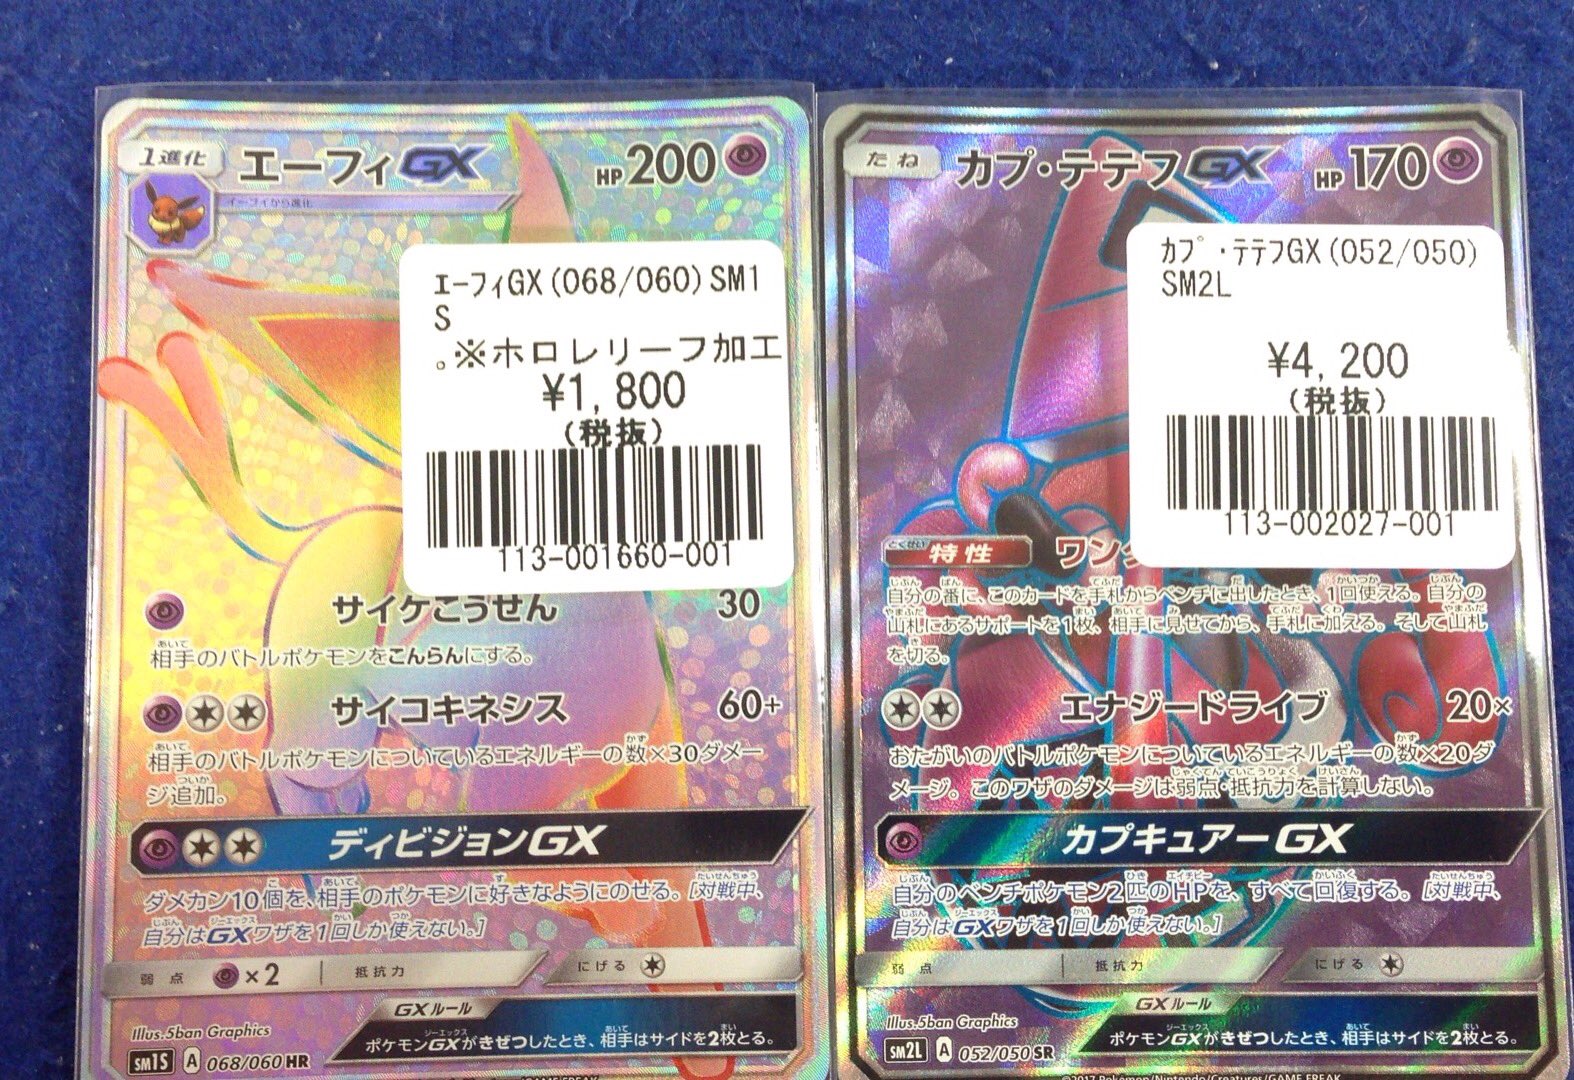 1進化 エーフィGX HP200
イーブイから進化
エーフィGX(068/060)SM1
S
。※ホロレリーフ加工
¥1,800
(税抜)
113-001660-001
サイケこうせん 30
相手のバトルポケモンをこんらんにする。
サイコキネシス 60+
相手のバトルポケモンについているエネルギーの数×30ダメー
ジ追加。
ディビジョンGX
ダメカン10個を、相手のポケモンに好きなようにのせる。[対戦中、
自分はGXワザを1回しか使えない。]
弱点 ×2 抵抗力 にげる
GXルール
ポケモンGXがきぜつしたとき、相手はサイドを2枚とる。
Illus.5ban Graphics
SM1S A 068/060 HR
たね カプ・テテフGX HP170
カプ・テテフGX(052/050)
SM2L
¥4,200
(税抜)
113-002027-001
特性 ワン
自分の番に、このカードを手札からベンチに出したとき、1回使える。自分の
山札にあるサポートを1枚、相手に見せてから、手札に加える。そして山札
を切る。
エナジードライブ 20×
おたがいのバトルポケモンについているエネルギーの数×20ダ
メージ。このワザのダメージは弱点・抵抗力を計算しない。
カプキュアーGX
自分のベンチポケモン2匹のHPを、すべて回復する。[対戦中、
自分はGXワザを1回しか使えない。]
弱点 抵抗力 にげる
GXルール
ポケモンGXがきぜつしたとき、相手はサイドを2枚とる。
Illus.5ban Graphics
SM2L A 052/050 SR
©2017 Pokémon/Nintendo/Creatures/GAME FREAK